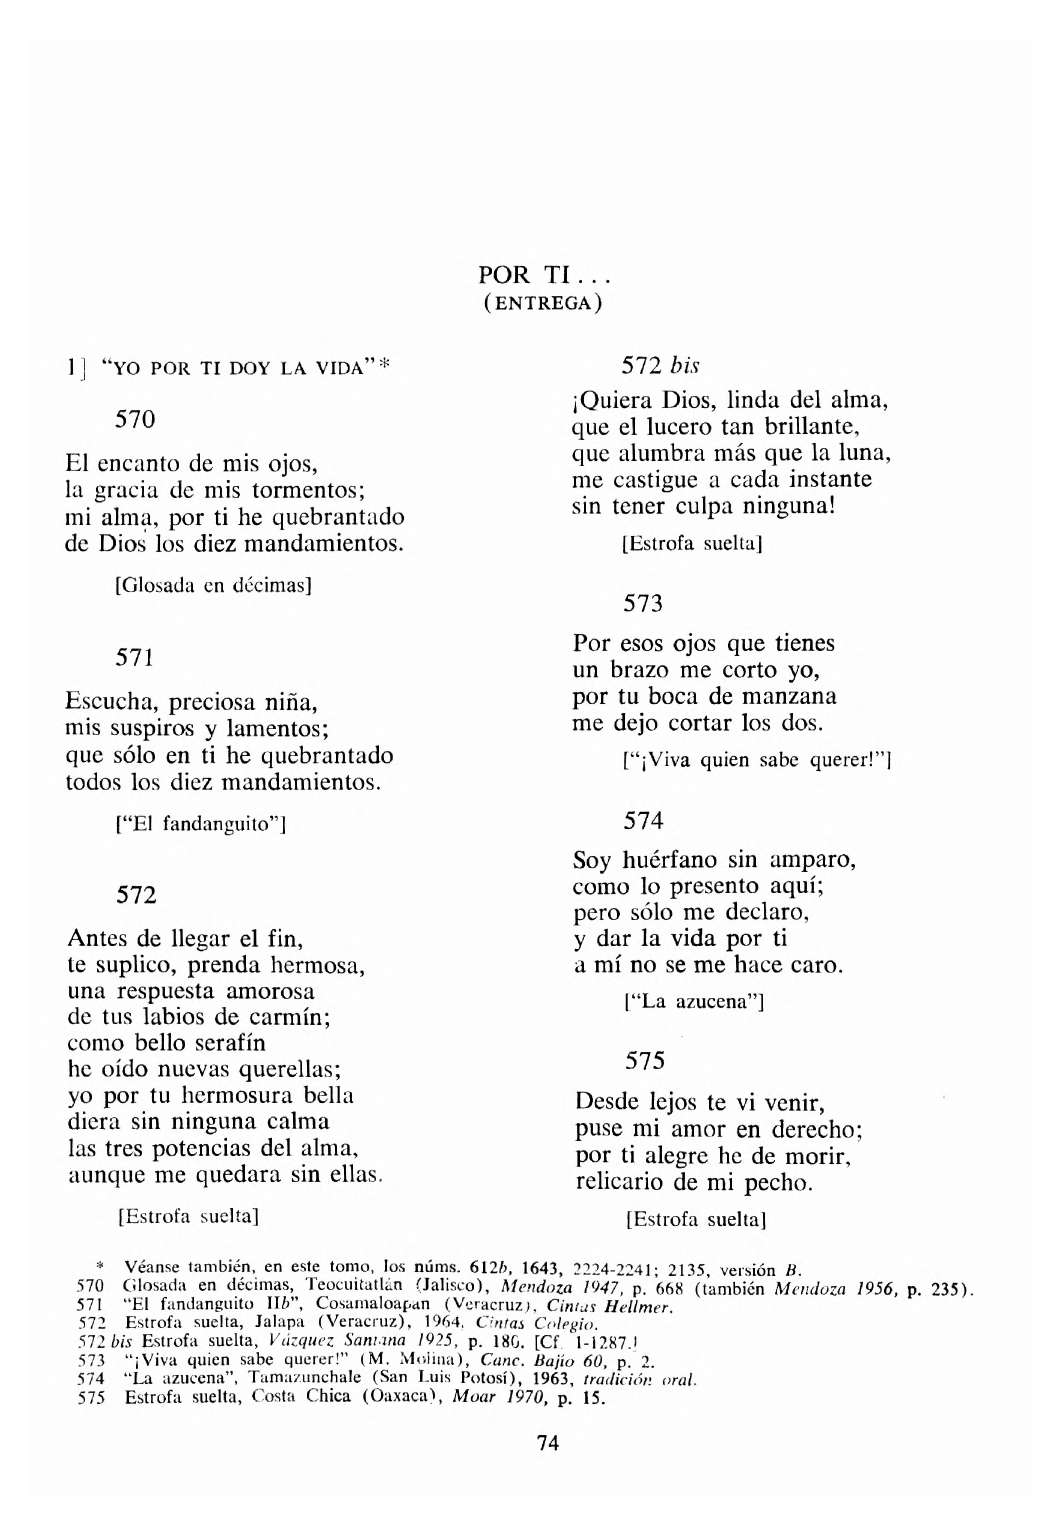 POR TI...
(ENTREGA)
1] “YO POR TI DOY LA VIDA”*
570
El encanto de mis ojos,
la gracia de mis tormentos;
mi alma, por ti he quebrantado
de Dios los diez mandamientos.
[Glosada en décimas]
571
Escucha, preciosa niña,
mis suspiros y lamentos;
que sólo en ti he quebrantado
todos los diez mandamientos.
[“El fandanguito”]
572
Antes de llegar el fin,
te suplico, prenda hermosa,
una respuesta amorosa
de tus labios de carmín;
como bello serafín
he oído nuevas querellas;
yo por tu hermosura bella
diera sin ninguna calma
las tres potencias del alma,
aunque me quedara sin ellas.
[Estrofa suelta]
572 bis
¡Quiera Dios, linda del alma,
que el lucero tan brillante,
que alumbra más que la luna,
me castigue a cada instante
sin tener culpa ninguna!
[Estrofa suelta]
573
Por esos ojos que tienes
un brazo me corto yo,
por tu boca de manzana
me dejo cortar los dos.
[“¡Viva quien sabe querer!”]
574
Soy huérfano sin amparo,
como lo presento aquí;
pero sólo me declaro,
y dar la vida por ti
a mí no se me hace caro.
[“La azucena”]
575
Desde lejos te vi venir,
puse mi amor en derecho;
por ti alegre he de morir,
relicario de mi pecho.
[Estrofa suelta]
* Véanse también, en este tomo, los núms. 612b, 1643, 2224-2241; 2135, versión B.
570 Glosada en décimas, Teocuitatlán (Jalisco), Mendoza 1947, p. 668 (también Mendoza 1956, p. 235).
571 “El fandanguito IIb”, Cosamaloapan (Veracruz), Cintas Hellmer.
572 Estrofa suelta, Jalapa (Veracruz), 1964, Cintas Colegio.
572 bis Estrofa suelta, Vázquez Santana 1925, p. 180. [Cf. 1-1287.]
573 “¡Viva quien sabe querer!” (M. Molina), Canc. Bajío 60, p. 2.
574 “La azucena”, Tamazunchale (San Luis Potosí), 1963, tradición oral.
575 Estrofa suelta, Costa Chica (Oaxaca), Moar 1970, p. 15.
74